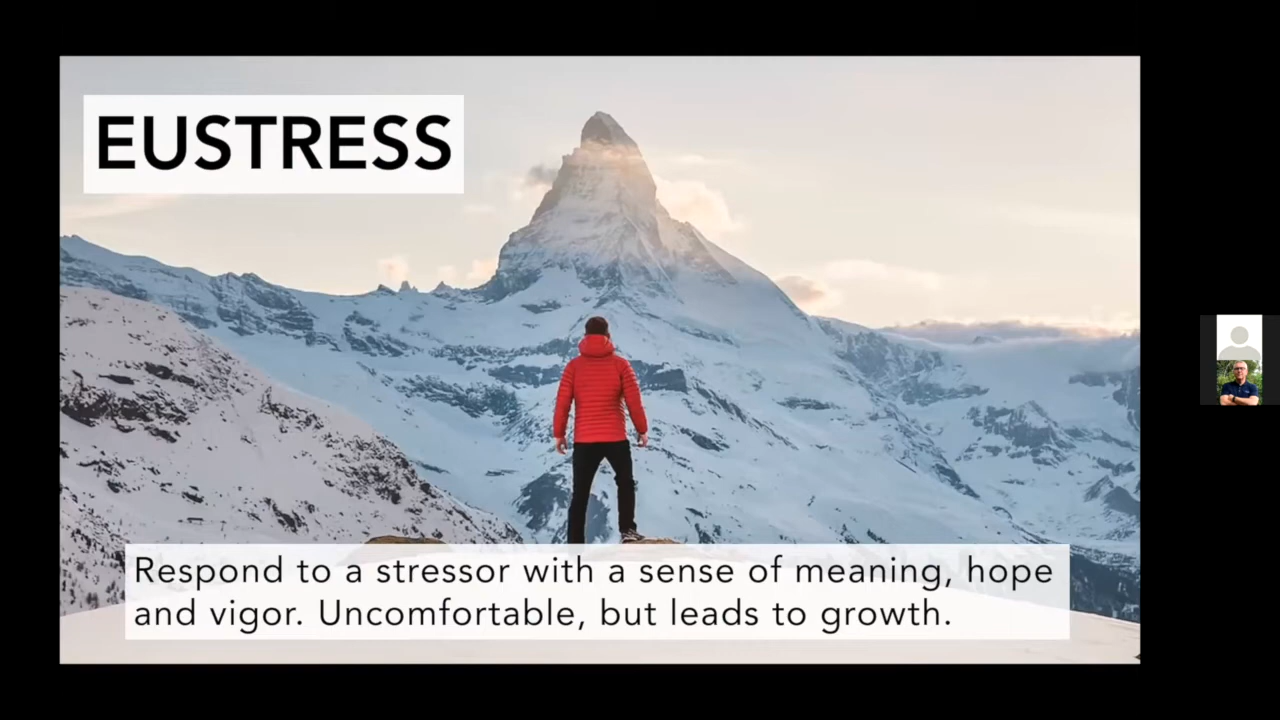 EUSTRESS
Respond to a stressor with a sense of meaning, hope
and vigor. Uncomfortable, but leads to growth.